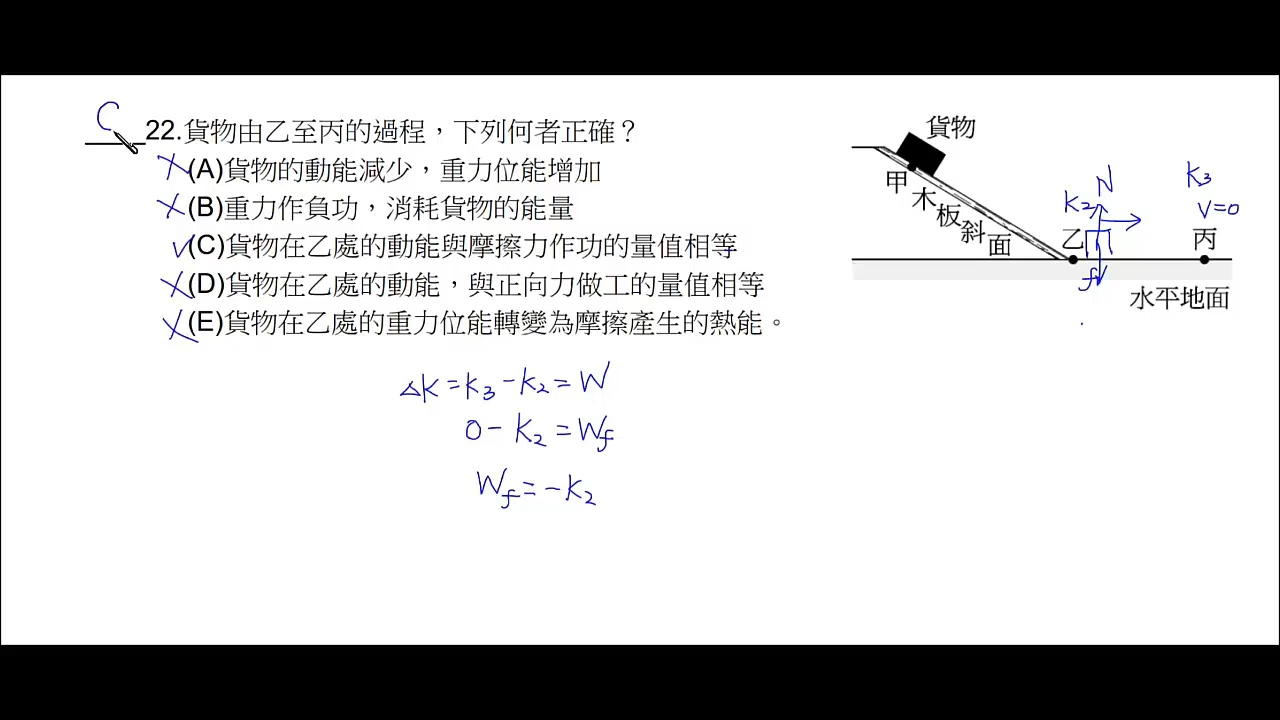 C
22.貨物由乙至丙的過程，下列何者正確？
(A)貨物的動能減少，重力位能增加
(B)重力作負功，消耗貨物的能量
(C)貨物在乙處的動能與摩擦力作功的量值相等
(D)貨物在乙處的動能，與正向力做工的量值相等
(E)貨物在乙處的重力位能轉變為摩擦產生的熱能。
貨物
甲
木板斜面
K2
N
乙
f
K3
V=0
丙
水平地面
△K=K3-K2=W
0-K2=Wf
Wf=-K2